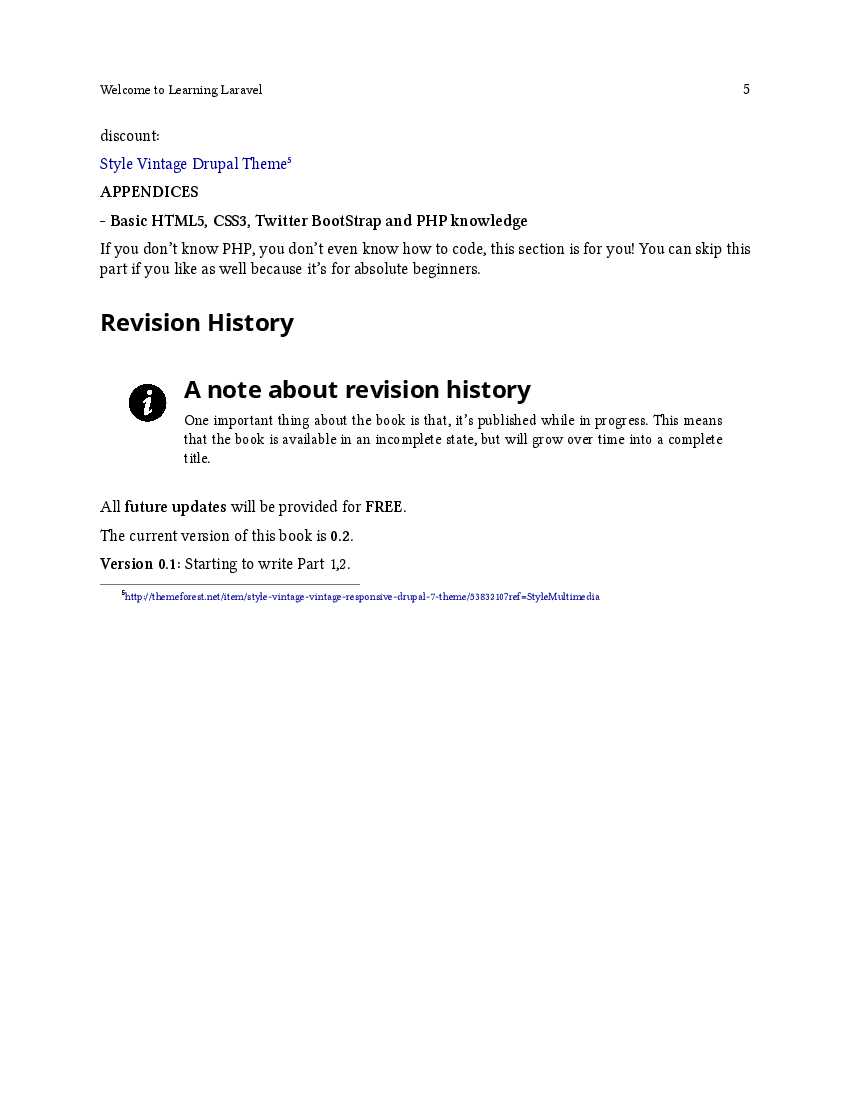 Welcome to Learning Laravel 5
discount:
Style Vintage Drupal Theme⁵
APPENDICES
– Basic HTML5, CSS3, Twitter BootStrap and PHP knowledge
If you don’t know PHP, you don’t even know how to code, this section is for you! You can skip this
part if you like as well because it’s for absolute beginners.
Revision History
A note about revision history
One important thing about the book is that, it’s published while in progress. This means
that the book is available in an incomplete state, but will grow over time into a complete
title.
All future updates will be provided for FREE.
The current version of this book is 0.2.
Version 0.1: Starting to write Part 1,2.
⁵http://themeforest.net/item/style-vintage-vintage-responsive-drupal-7-theme/5383210?ref=StyleMultimedia